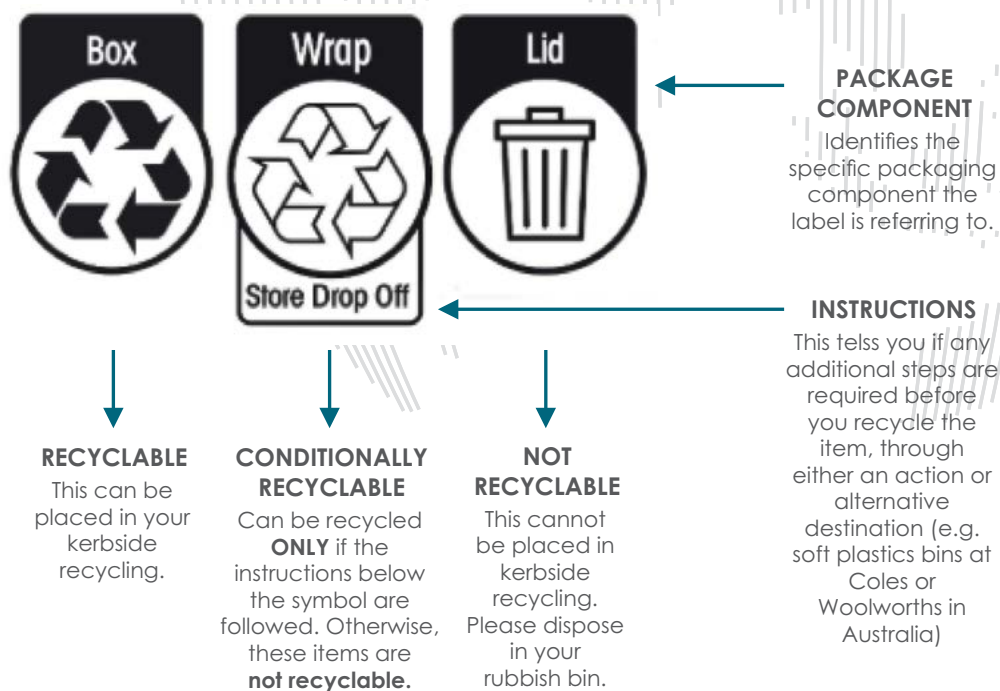 Box
Wrap
Lid
Store Drop Off
PACKAGE
COMPONENT
Identifies the
specific packaging
component the
label is referring to.
INSTRUCTIONS
This telss you if any
additional steps are
required before
you recycle the
item, through
either an action or
alternative
destination (e.g.
soft plastics bins at
Coles or
Woolworths in
Australia)
RECYCLABLE
This can be
placed in your
kerbside
recycling.
CONDITIONALLY
RECYCLABLE
Can be recycled
ONLY if the
instructions below
the symbol are
followed. Otherwise,
these items are
not recyclable.
NOT
RECYCLABLE
This cannot
be placed in
kerbside
recycling.
Please dispose
in your
rubbish bin.